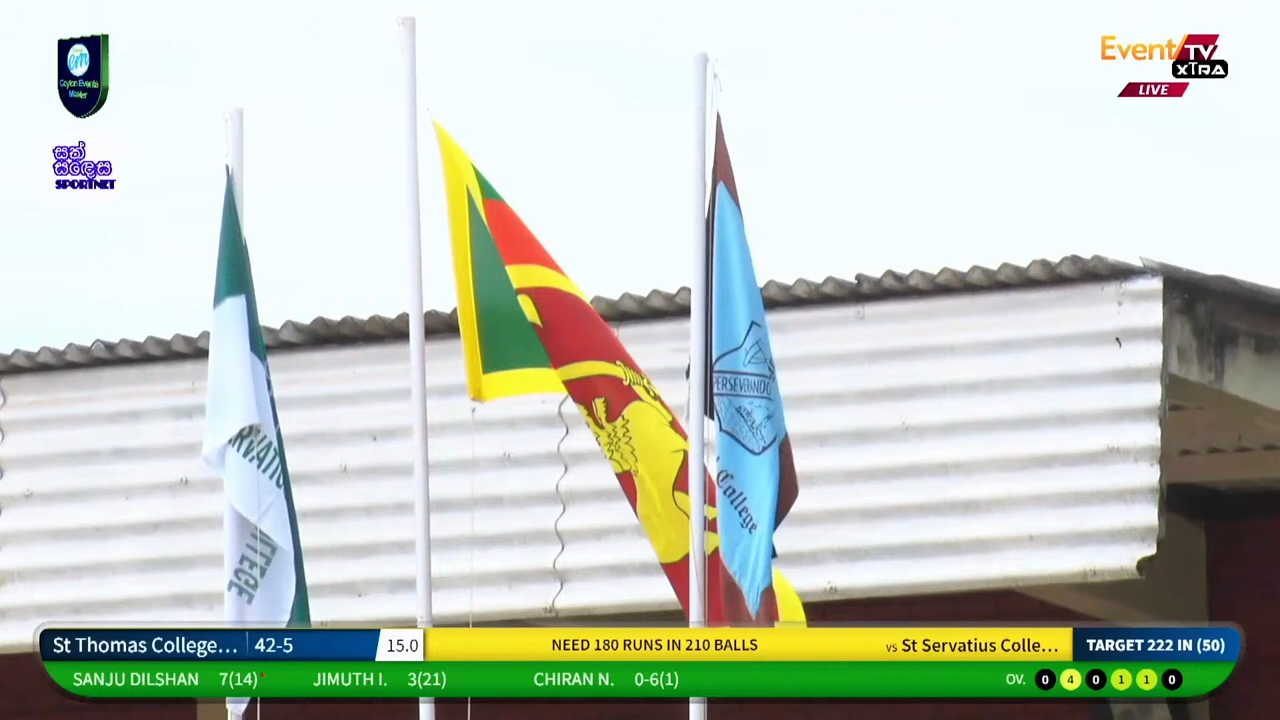 em
Ceylon Events
Master
සත්
සඳෙස
SPORTNET
Event TV
XTRA
LIVE
PERSEVERANDO
College
St Thomas College... 42-5 15.0 NEED 180 RUNS IN 210 BALLS vs St Servatius Colle... TARGET 222 IN (50)
SANJU DILSHAN 7(14)* JIMUTH I. 3(21) CHIRAN N. 0-6(1) OV. 0 4 0 1 1 0